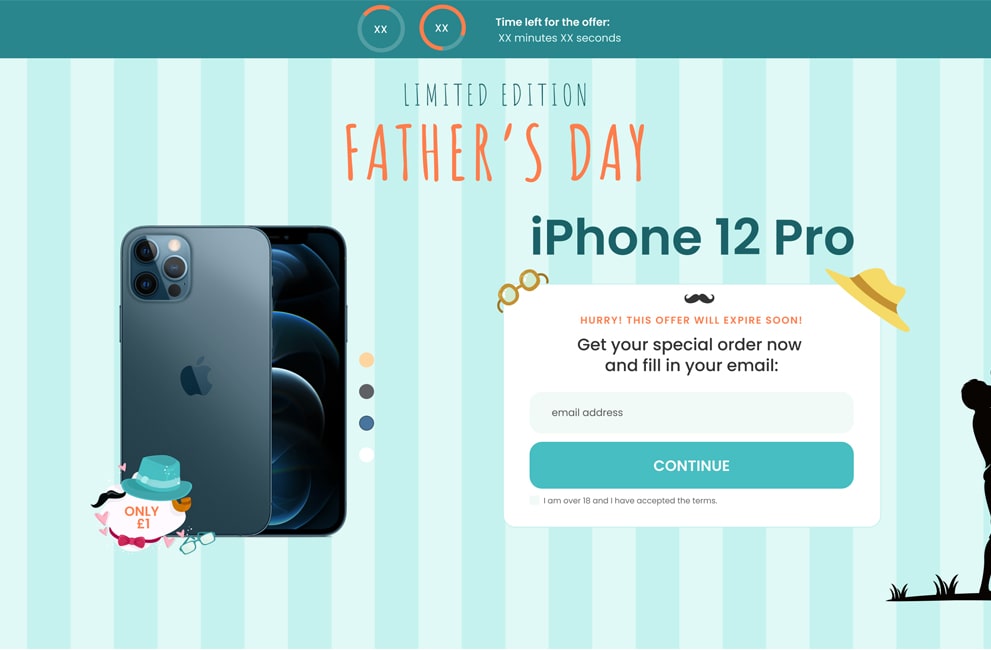 XX
XX
Time left for the offer:
XX minutes XX seconds
LIMITED EDITION
FATHER'S DAY
iPhone 12 Pro
HURRY! THIS OFFER WILL EXPIRE SOON!
Get your special order now
and fill in your email:
email address
CONTINUE
I am over 18 and I have accepted the terms.
ONLY
£1